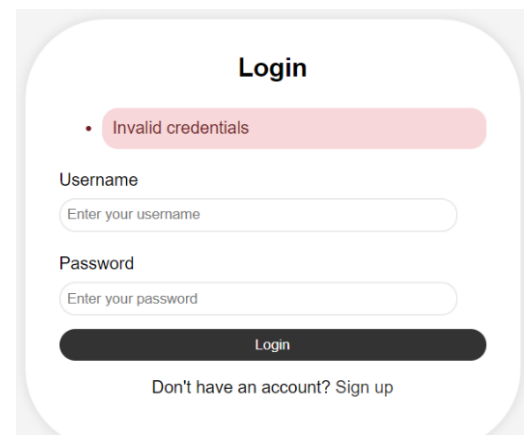 Login
Invalid credentials
Username
Enter your username
Password
Enter your password
Login
Don't have an account? Sign up